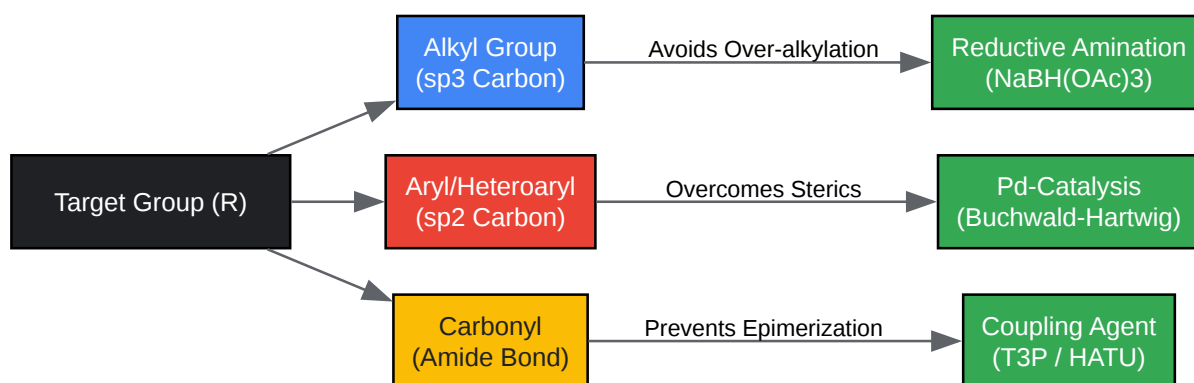 Target Group (R)
Alkyl Group
(sp3 Carbon)
Avoids Over-alkylation
Reductive Amination
(NaBH(OAc)3)
Aryl/Heteroaryl
(sp2 Carbon)
Overcomes Sterics
Pd-Catalysis
(Buchwald-Hartwig)
Carbonyl
(Amide Bond)
Prevents Epimerization
Coupling Agent
(T3P / HATU)